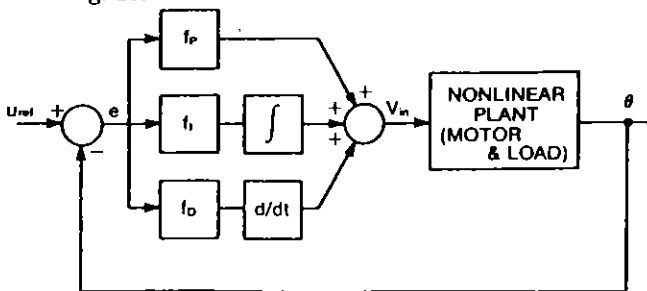 f_P
+
U_ref
+
e
f_I
∫
+
+
V_in
NONLINEAR
PLANT
(MOTOR
& LOAD)
θ
−
f_D
d/dt
+